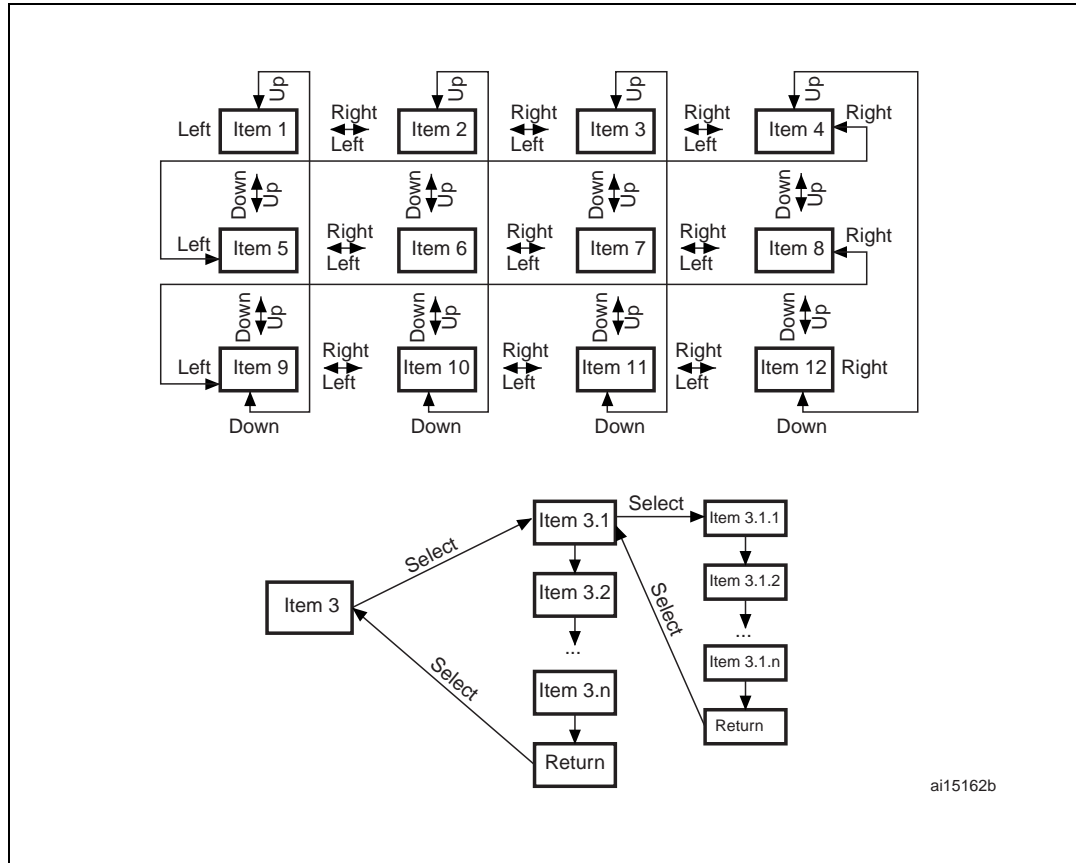 Up Up Up Up
Right Right Right Right
Left Item 1 Item 2 Item 3 Item 4
Left Left Left
Down Up Down Up Down Up Down Up
Right Right Right Right
Left Item 5 Item 6 Item 7 Item 8
Left Left Left
Down Up Down Up Down Up Down Up
Right Right Right
Left Item 9 Item 10 Item 11 Item 12 Right
Left Left Left
Down Down Down Down
Select
Item 3.1 Item 3.1.1
Select
Item 3.2 Item 3.1.2
Item 3 Select
... ...
Select
Item 3.n Item 3.1.n
Return Return
ai15162b